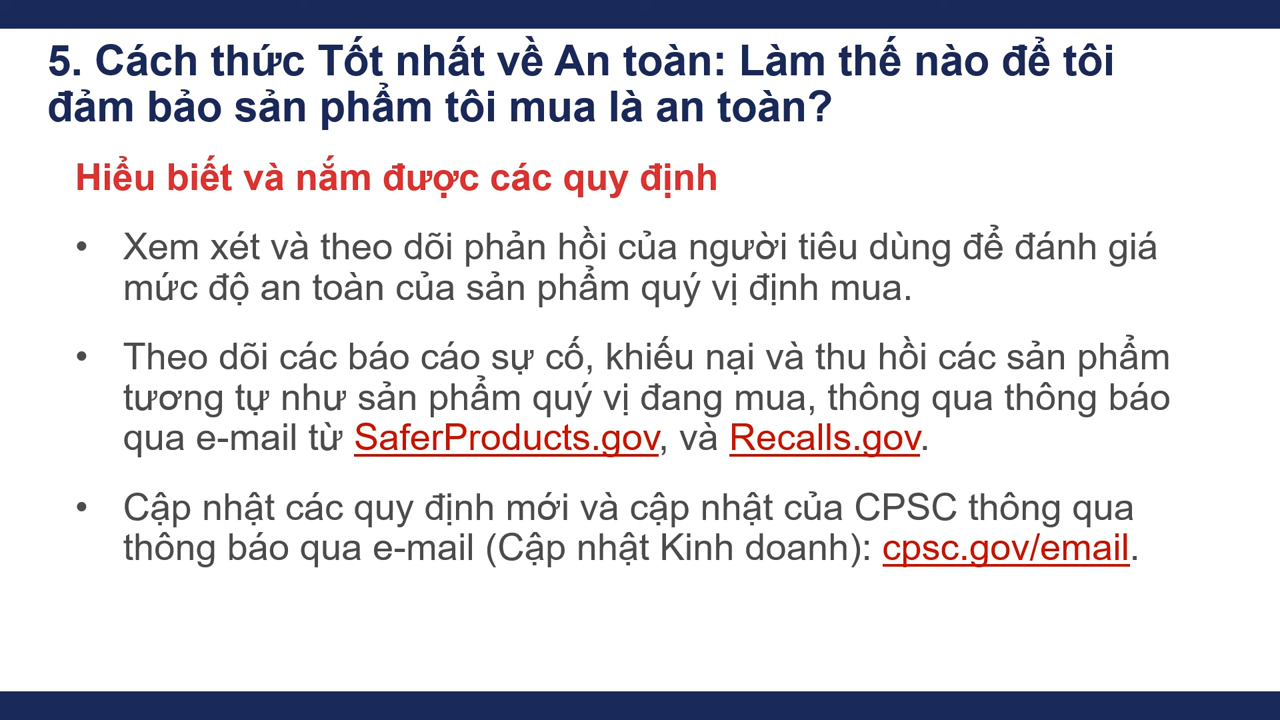 5. Cách thức Tốt nhất về An toàn: Làm thế nào để tôi
đảm bảo sản phẩm tôi mua là an toàn?
Hiểu biết và nắm được các quy định
• Xem xét và theo dõi phản hồi của người tiêu dùng để đánh giá
mức độ an toàn của sản phẩm quý vị định mua.
• Theo dõi các báo cáo sự cố, khiếu nại và thu hồi các sản phẩm
tương tự như sản phẩm quý vị đang mua, thông qua thông báo
qua e-mail từ SaferProducts.gov, và Recalls.gov.
• Cập nhật các quy định mới và cập nhật của CPSC thông qua
thông báo qua e-mail (Cập nhật Kinh doanh): cpsc.gov/email.